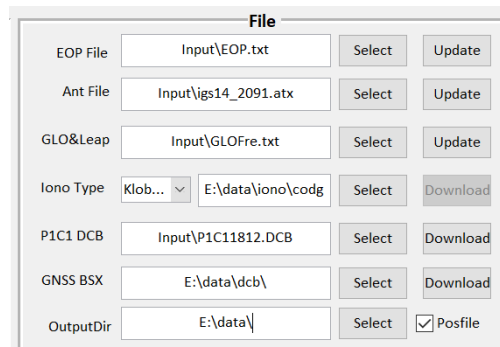 File
EOP File Input\EOP.txt Select Update
Ant File Input\igs14_2091.atx Select Update
GLO&Leap Input\GLOFre.txt Select Update
Iono Type Klob... E:\data\iono\codg Select Download
P1C1 DCB Input\P1C11812.DCB Select Download
GNSS BSX E:\data\dcb\ Select Download
OutputDir E:\data\ Select Posfile